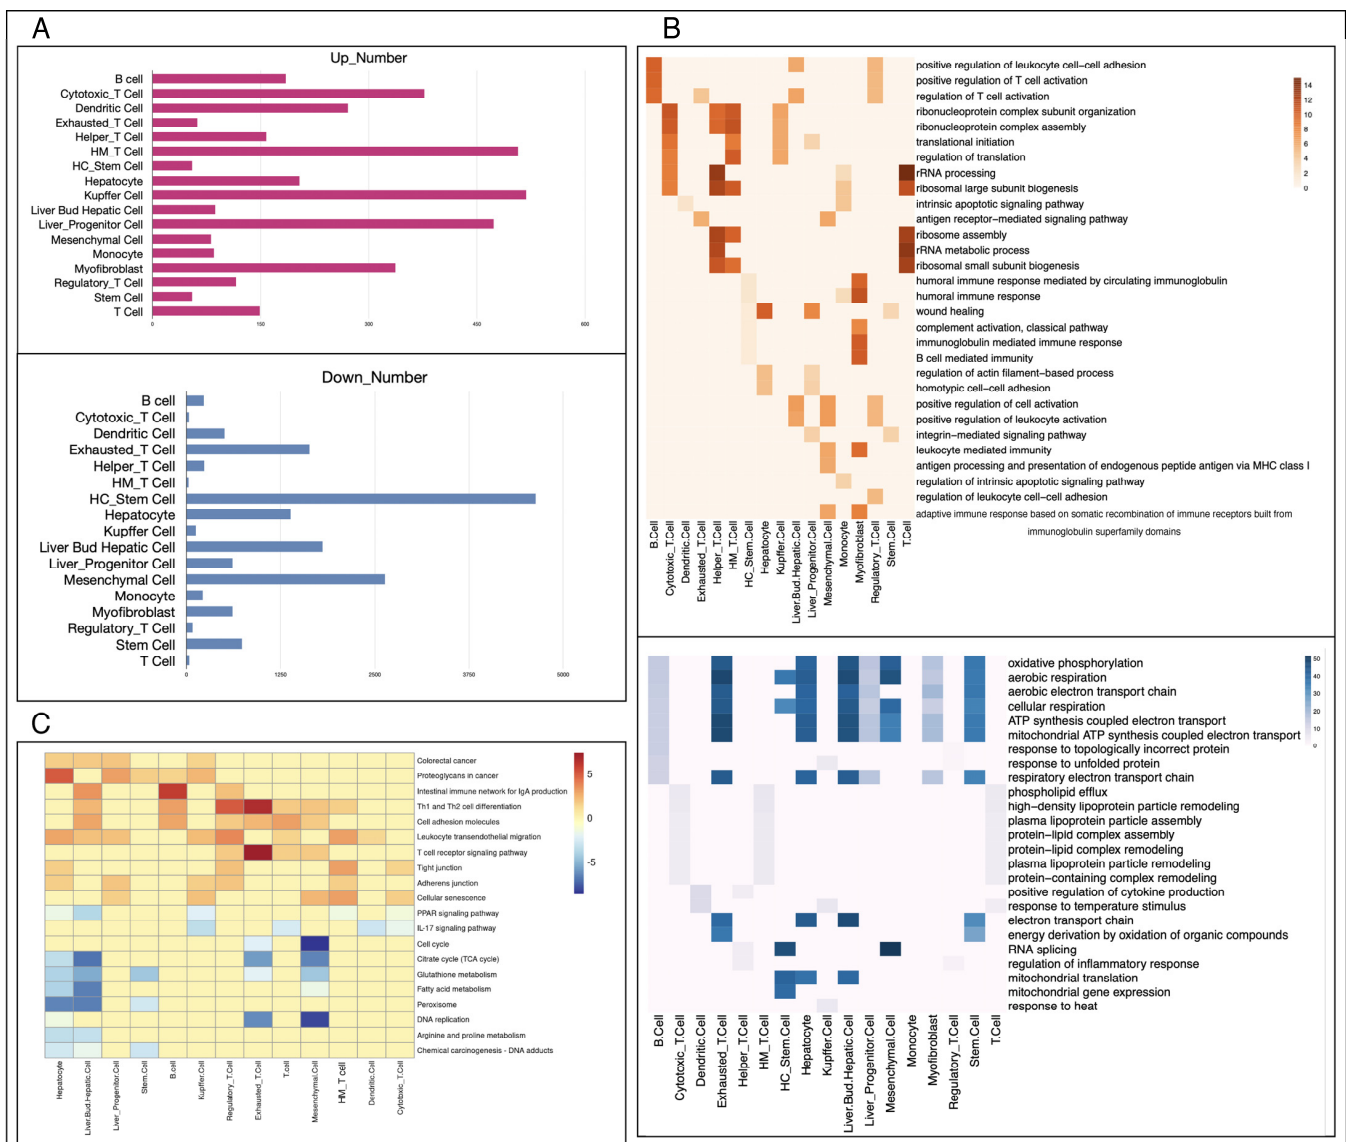 A
Up_Number
B cell
Cytotoxic_T Cell
Dendritic Cell
Exhausted_T Cell
Helper_T Cell
HM_T Cell
HC_Stem Cell
Hepatocyte
Kupffer Cell
Liver Bud Hepatic Cell
Liver_Progenitor Cell
Mesenchymal Cell
Monocyte
Myofibroblast
Regulatory_T Cell
Stem Cell
T Cell
0 150 300 450 600
Down_Number
B cell
Cytotoxic_T Cell
Dendritic Cell
Exhausted_T Cell
Helper_T Cell
HM_T Cell
HC_Stem Cell
Hepatocyte
Kupffer Cell
Liver Bud Hepatic Cell
Liver_Progenitor Cell
Mesenchymal Cell
Monocyte
Myofibroblast
Regulatory_T Cell
Stem Cell
T Cell
0 1250 2500 3750 5000
B
positive regulation of leukocyte cell−cell adhesion
positive regulation of T cell activation
regulation of T cell activation
ribonucleoprotein complex subunit organization
ribonucleoprotein complex assembly
translational initiation
regulation of translation
rRNA processing
ribosomal large subunit biogenesis
intrinsic apoptotic signaling pathway
antigen receptor−mediated signaling pathway
ribosome assembly
rRNA metabolic process
ribosomal small subunit biogenesis
humoral immune response mediated by circulating immunoglobulin
humoral immune response
wound healing
complement activation, classical pathway
immunoglobulin mediated immune response
B cell mediated immunity
regulation of actin filament−based process
homotypic cell−cell adhesion
positive regulation of cell activation
positive regulation of leukocyte activation
integrin−mediated signaling pathway
leukocyte mediated immunity
antigen processing and presentation of endogenous peptide antigen via MHC class I
regulation of intrinsic apoptotic signaling pathway
regulation of leukocyte cell−cell adhesion
adaptive immune response based on somatic recombination of immune receptors built from
immunoglobulin superfamily domains
14
12
10
8
6
4
2
0
B.Cell
Cytotoxic_T.Cell
Dendritic.Cell
Exhausted_T.Cell
Helper_T.Cell
HM_T.Cell
HC_Stem.Cell
Hepatocyte
Kupffer.Cell
Liver.Bud.Hepatic.Cell
Liver_Progenitor.Cell
Mesenchymal.Cell
Monocyte
Myofibroblast
Regulatory_T.Cell
Stem.Cell
T.Cell
oxidative phosphorylation
aerobic respiration
aerobic electron transport chain
cellular respiration
ATP synthesis coupled electron transport
mitochondrial ATP synthesis coupled electron transport
response to topologically incorrect protein
response to unfolded protein
respiratory electron transport chain
phospholipid efflux
high−density lipoprotein particle remodeling
plasma lipoprotein particle assembly
protein−lipid complex assembly
protein−lipid complex remodeling
plasma lipoprotein particle remodeling
protein−containing complex remodeling
positive regulation of cytokine production
response to temperature stimulus
electron transport chain
energy derivation by oxidation of organic compounds
RNA splicing
regulation of inflammatory response
mitochondrial translation
mitochondrial gene expression
response to heat
50
40
30
20
10
0
B.Cell
Cytotoxic_T.Cell
Dendritic.Cell
Exhausted_T.Cell
Helper_T.Cell
HM_T.Cell
HC_Stem.Cell
Hepatocyte
Kupffer.Cell
Liver.Bud.Hepatic.Cell
Liver_Progenitor.Cell
Mesenchymal.Cell
Monocyte
Myofibroblast
Regulatory_T.Cell
Stem.Cell
T.Cell
C
Colorectal cancer
Proteoglycans in cancer
Intestinal immune network for IgA production
Th1 and Th2 cell differentiation
Cell adhesion molecules
Leukocyte transendothelial migration
T cell receptor signaling pathway
Tight junction
Adherens junction
Cellular senescence
PPAR signaling pathway
IL-17 signaling pathway
Cell cycle
Citrate cycle (TCA cycle)
Glutathione metabolism
Fatty acid metabolism
Peroxisome
DNA replication
Arginine and proline metabolism
Chemical carcinogenesis - DNA adducts
5
0
-5
Hepatocyte
Liver.Bud.Hepatic.Cell
Liver_Progenitor.Cell
Stem.Cell
B.cell
Kupffer.Cell
Regulatory_T.Cell
Exhausted_T.Cell
T.cell
Mesenchymal.Cell
HM_T cell
Dendritic.Cell
Cytotoxic_T.Cell